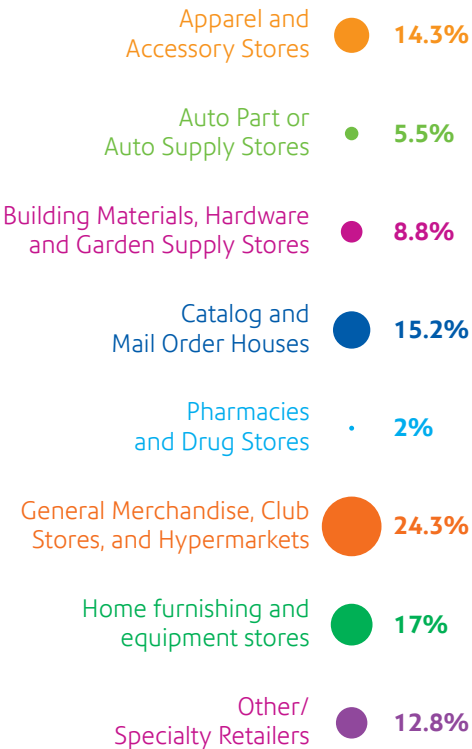 Apparel and
Accessory Stores
14.3%
Auto Part or
Auto Supply Stores
5.5%
Building Materials, Hardware
and Garden Supply Stores
8.8%
Catalog and
Mail Order Houses
15.2%
Pharmacies
and Drug Stores
2%
General Merchandise, Club
Stores, and Hypermarkets
24.3%
Home furnishing and
equipment stores
17%
Other/
Specialty Retailers
12.8%